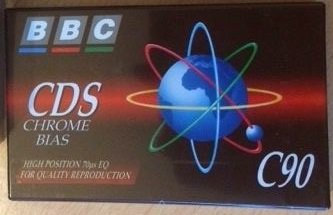 BBC
CDS
CHROME
BIAS
HIGH POSITION 70µs EQ
FOR QUALITY REPRODUCTION
C90